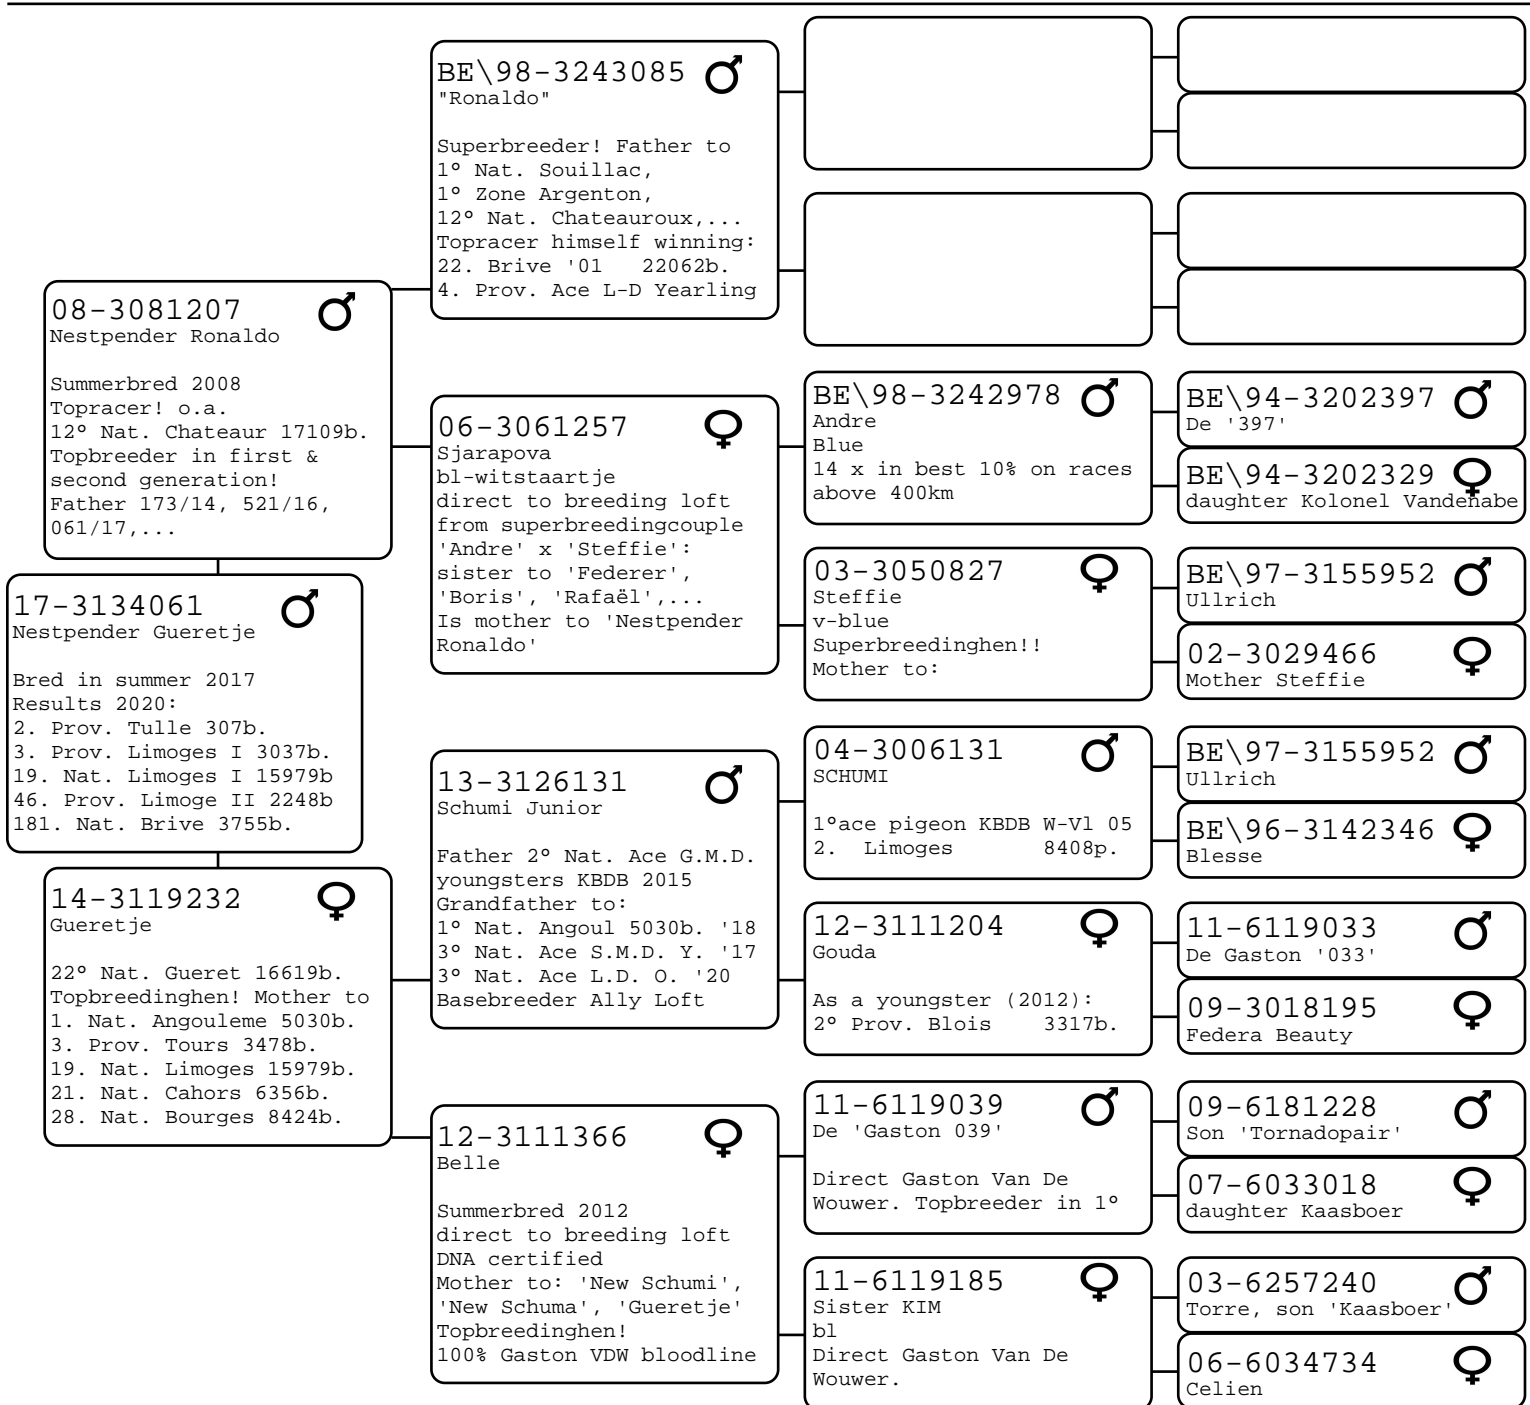 BE\98-3243085
"Ronaldo"
Superbreeder! Father to
1° Nat. Souillac,
1° Zone Argenton,
12° Nat. Chateauroux,...
Topracer himself winning:
22. Brive '01   22062b.
4. Prov. Ace L-D Yearling
08-3081207
Nestpender Ronaldo
Summerbred 2008
Topracer! o.a.
12° Nat. Chateaur 17109b.
Topbreeder in first &
second generation!
Father 173/14, 521/16,
061/17,...
06-3061257
Sjarapova
bl-witstaartje
direct to breeding loft
from superbreedingcouple
'Andre' x 'Steffie':
sister to 'Federer',
'Boris', 'Rafaël',...
Is mother to 'Nestpender
Ronaldo'
BE\98-3242978
Andre
Blue
14 x in best 10% on races
above 400km
BE\94-3202397
De '397'
BE\94-3202329
daughter Kolonel Vandenabe
03-3050827
Steffie
v-blue
Superbreedinghen!!
Mother to:
BE\97-3155952
Ullrich
02-3029466
Mother Steffie
17-3134061
Nestpender Gueretje
Bred in summer 2017
Results 2020:
2. Prov. Tulle 307b.
3. Prov. Limoges I 3037b.
19. Nat. Limoges I 15979b
46. Prov. Limoge II 2248b
181. Nat. Brive 3755b.
13-3126131
Schumi Junior
Father 2° Nat. Ace G.M.D.
youngsters KBDB 2015
Grandfather to:
1° Nat. Angoul 5030b. '18
3° Nat. Ace S.M.D. Y. '17
3° Nat. Ace L.D. O. '20
Basebreeder Ally Loft
04-3006131
SCHUMI
1°ace pigeon KBDB W-Vl 05
2.  Limoges      8408p.
BE\97-3155952
Ullrich
BE\96-3142346
Blesse
14-3119232
Gueretje
22° Nat. Gueret 16619b.
Topbreedinghen! Mother to
1. Nat. Angouleme 5030b.
3. Prov. Tours 3478b.
19. Nat. Limoges 15979b.
21. Nat. Cahors 6356b.
28. Nat. Bourges 8424b.
12-3111204
Gouda
As a youngster (2012):
2° Prov. Blois    3317b.
11-6119033
De Gaston '033'
09-3018195
Federa Beauty
12-3111366
Belle
Summerbred 2012
direct to breeding loft
DNA certified
Mother to: 'New Schumi',
'New Schuma', 'Gueretje'
Topbreedinghen!
100% Gaston VDW bloodline
11-6119039
De 'Gaston 039'
Direct Gaston Van De
Wouwer. Topbreeder in 1°
09-6181228
Son 'Tornadopair'
07-6033018
daughter Kaasboer
11-6119185
Sister KIM
bl
Direct Gaston Van De
Wouwer.
03-6257240
Torre, son 'Kaasboer'
06-6034734
Celien